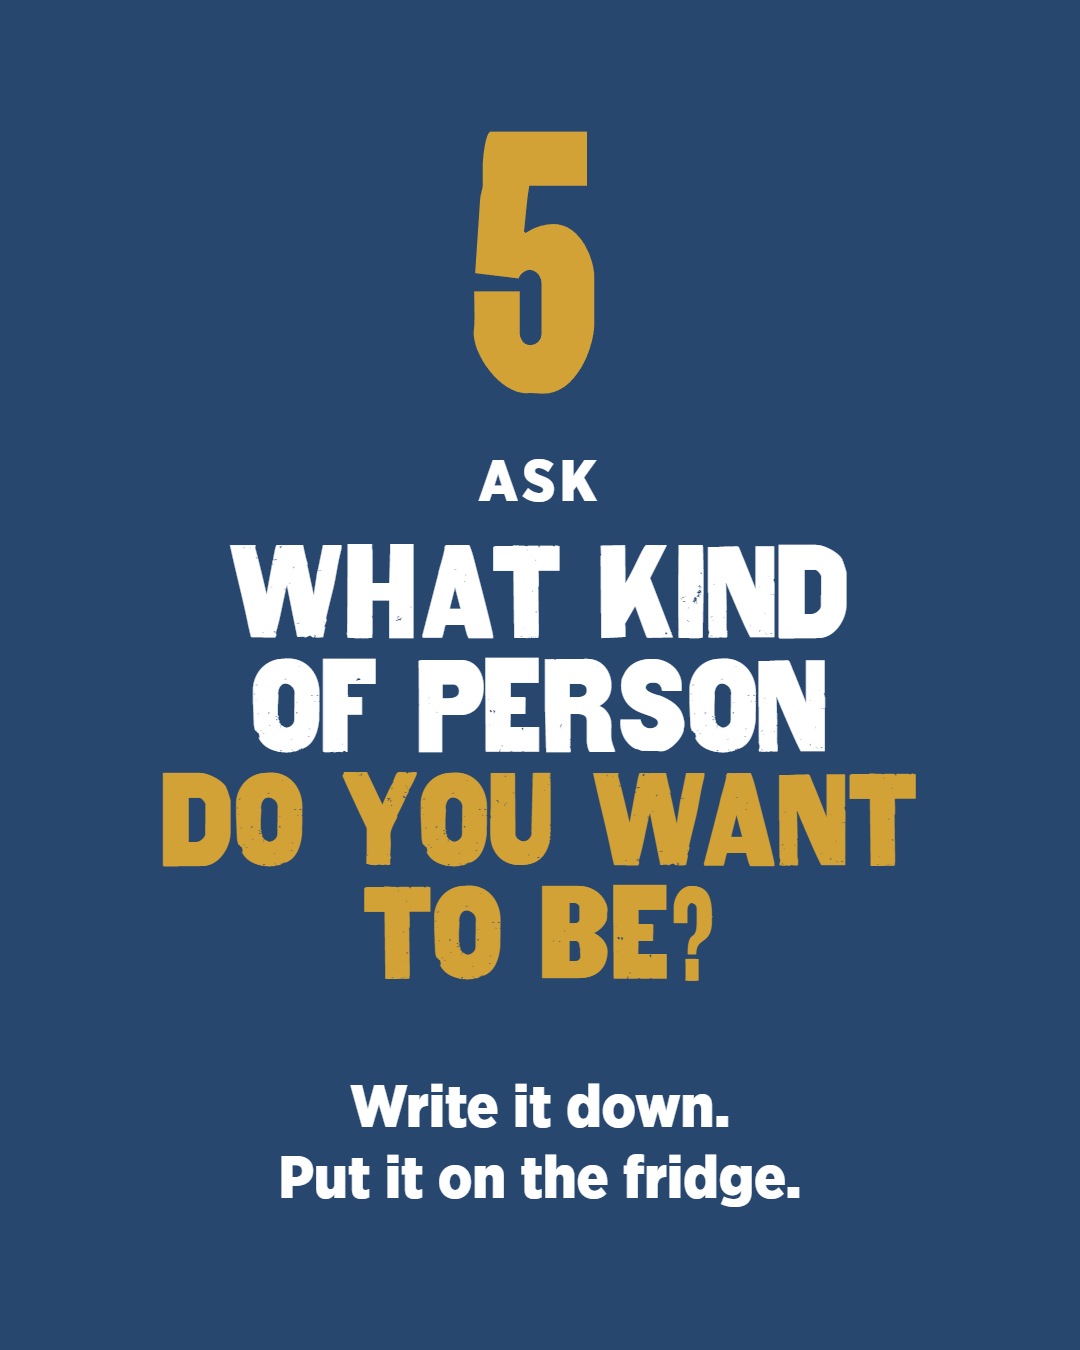 5
ASK
WHAT KIND
OF PERSON
DO YOU WANT
TO BE?
Write it down.
Put it on the fridge.